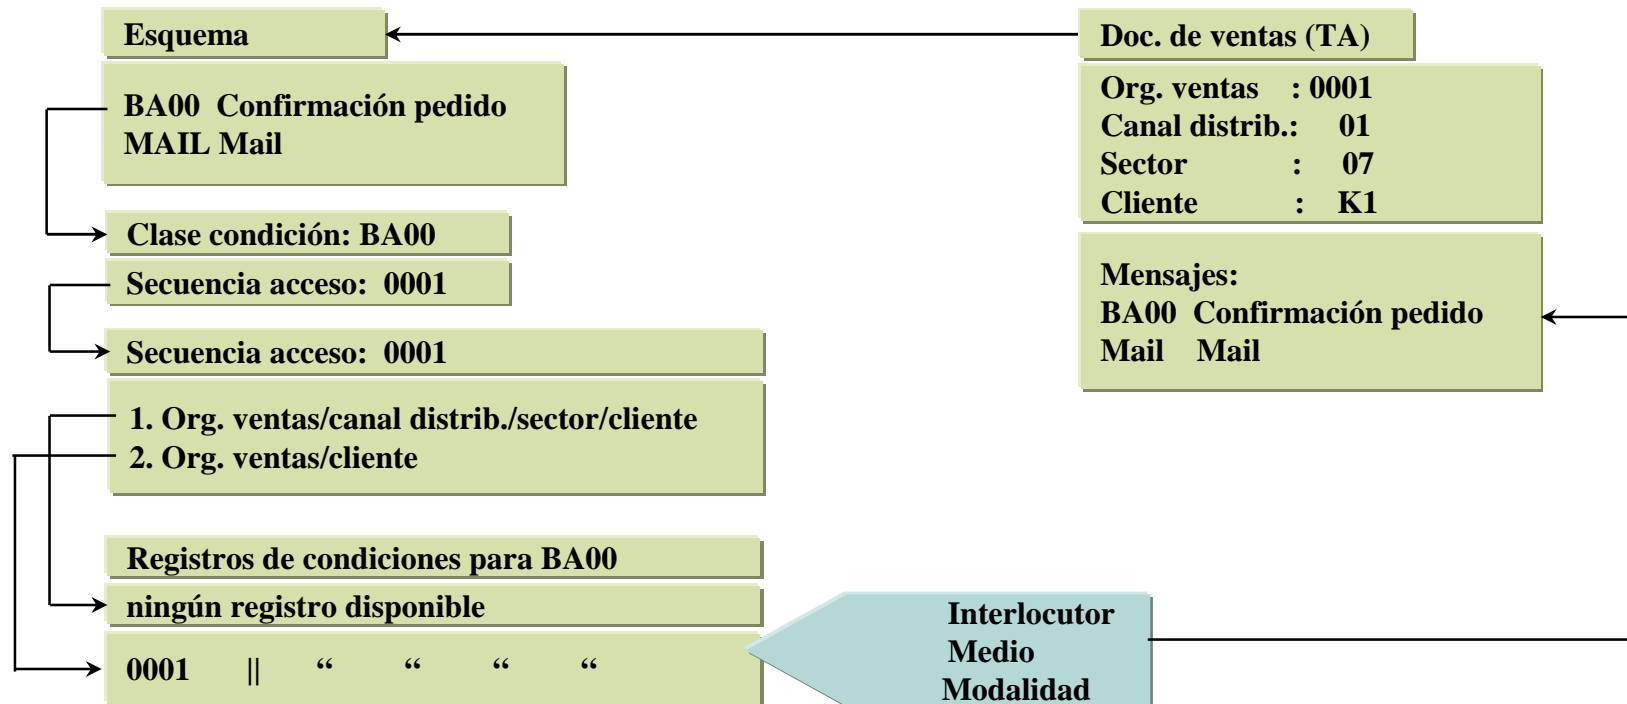 Esquema
BA00  Confirmación pedido
MAIL Mail
Clase condición: BA00
Secuencia acceso:  0001
Secuencia acceso:  0001
1. Org. ventas/canal distrib./sector/cliente
2. Org. ventas/cliente
Registros de condiciones para BA00
ningún registro disponible
0001 || “ “ “ “
Interlocutor
Medio
Modalidad
Doc. de ventas (TA)
Org. ventas : 0001
Canal distrib.: 01
Sector : 07
Cliente : K1
Mensajes:
BA00  Confirmación pedido
Mail Mail